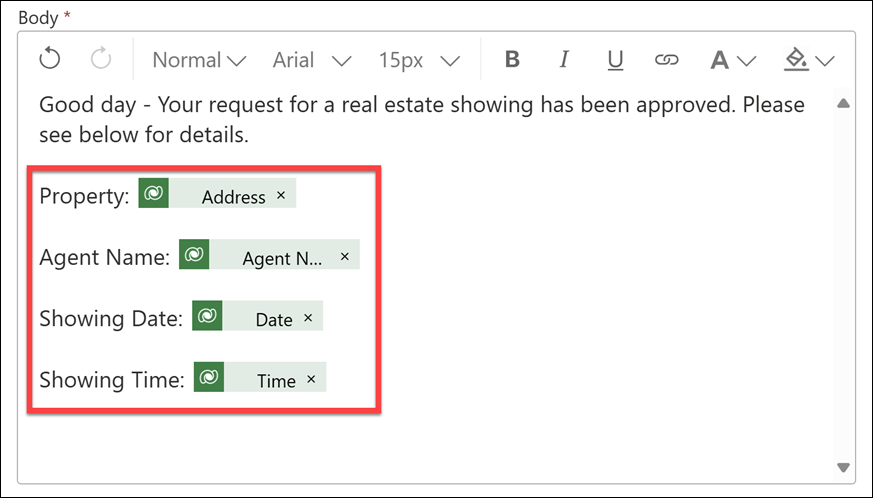 Body *
Normal Arial 15px B I U A
Good day - Your request for a real estate showing has been approved. Please
see below for details.
Property: Address ×
Agent Name: Agent N... ×
Showing Date: Date ×
Showing Time: Time ×